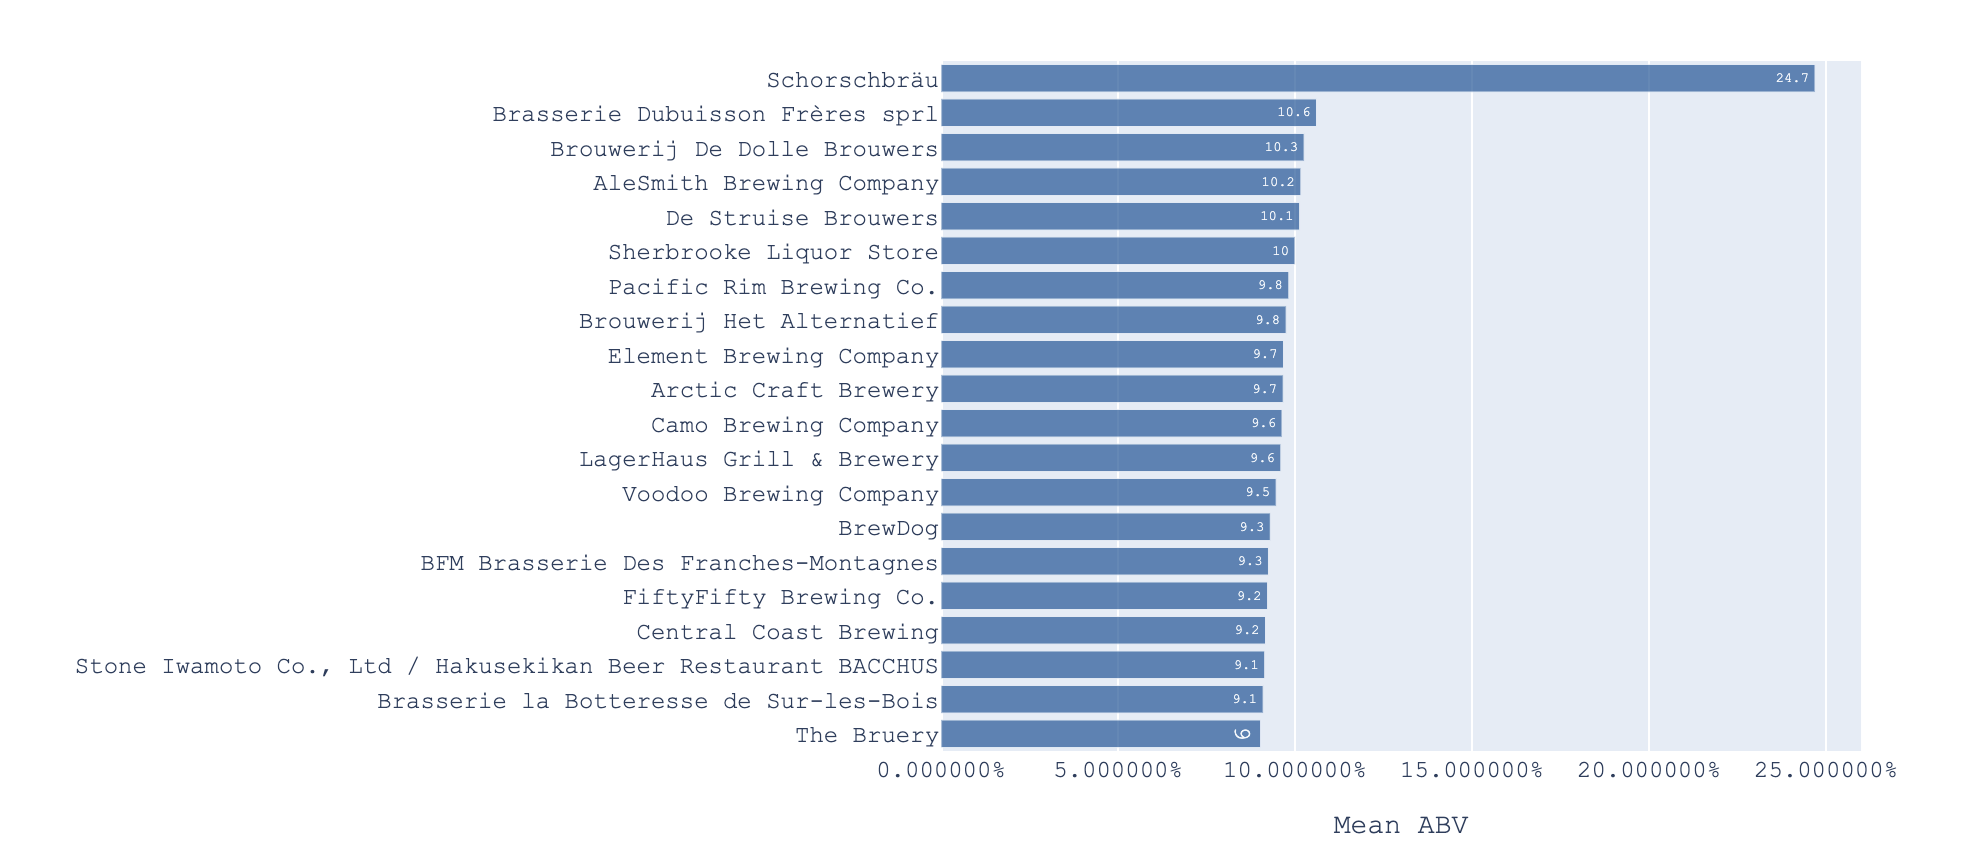 Schorschbräu 24.7
Brasserie Dubuisson Frères sprl 10.6
Brouwerij De Dolle Brouwers 10.3
AleSmith Brewing Company 10.2
De Struise Brouwers 10.1
Sherbrooke Liquor Store 10
Pacific Rim Brewing Co. 9.8
Brouwerij Het Alternatief 9.8
Element Brewing Company 9.7
Arctic Craft Brewery 9.7
Camo Brewing Company 9.6
LagerHaus Grill & Brewery 9.6
Voodoo Brewing Company 9.5
BrewDog 9.3
BFM Brasserie Des Franches-Montagnes 9.3
FiftyFifty Brewing Co. 9.2
Central Coast Brewing 9.2
Stone Iwamoto Co., Ltd / Hakusekikan Beer Restaurant BACCHUS 9.1
Brasserie la Botteresse de Sur-les-Bois 9.1
The Bruery 9
0.000000% 5.000000% 10.000000% 15.000000% 20.000000% 25.000000%
Mean ABV